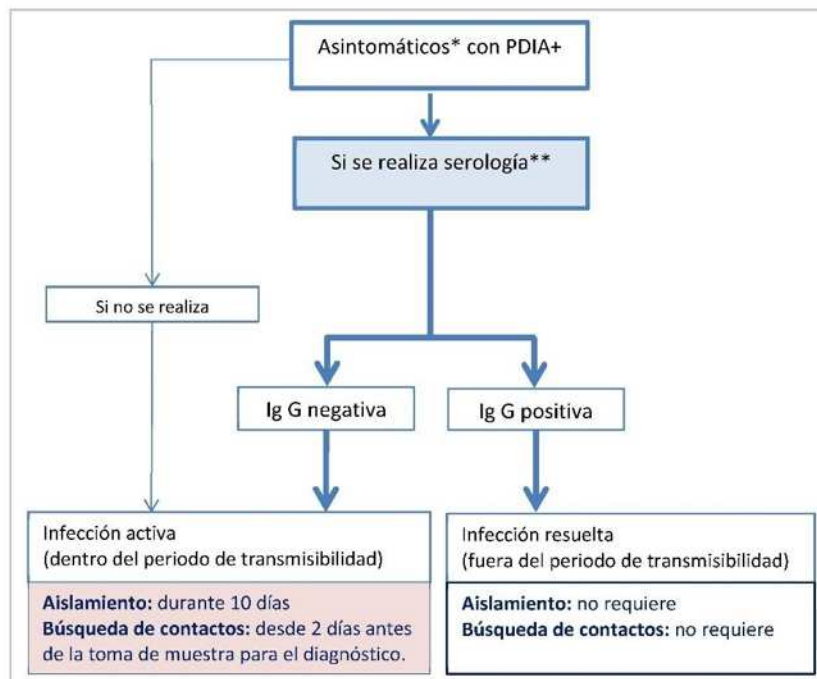 Asintomáticos* con PDIA+
Si se realiza serología**
Si no se realiza
Ig G negativa
Ig G positiva
Infección activa
(dentro del periodo de transmisibilidad)
Aislamiento: durante 10 días
Búsqueda de contactos: desde 2 días antes
de la toma de muestra para el diagnóstico.
Infección resuelta
(fuera del periodo de transmisibilidad)
Aislamiento: no requiere
Búsqueda de contactos: no requiere